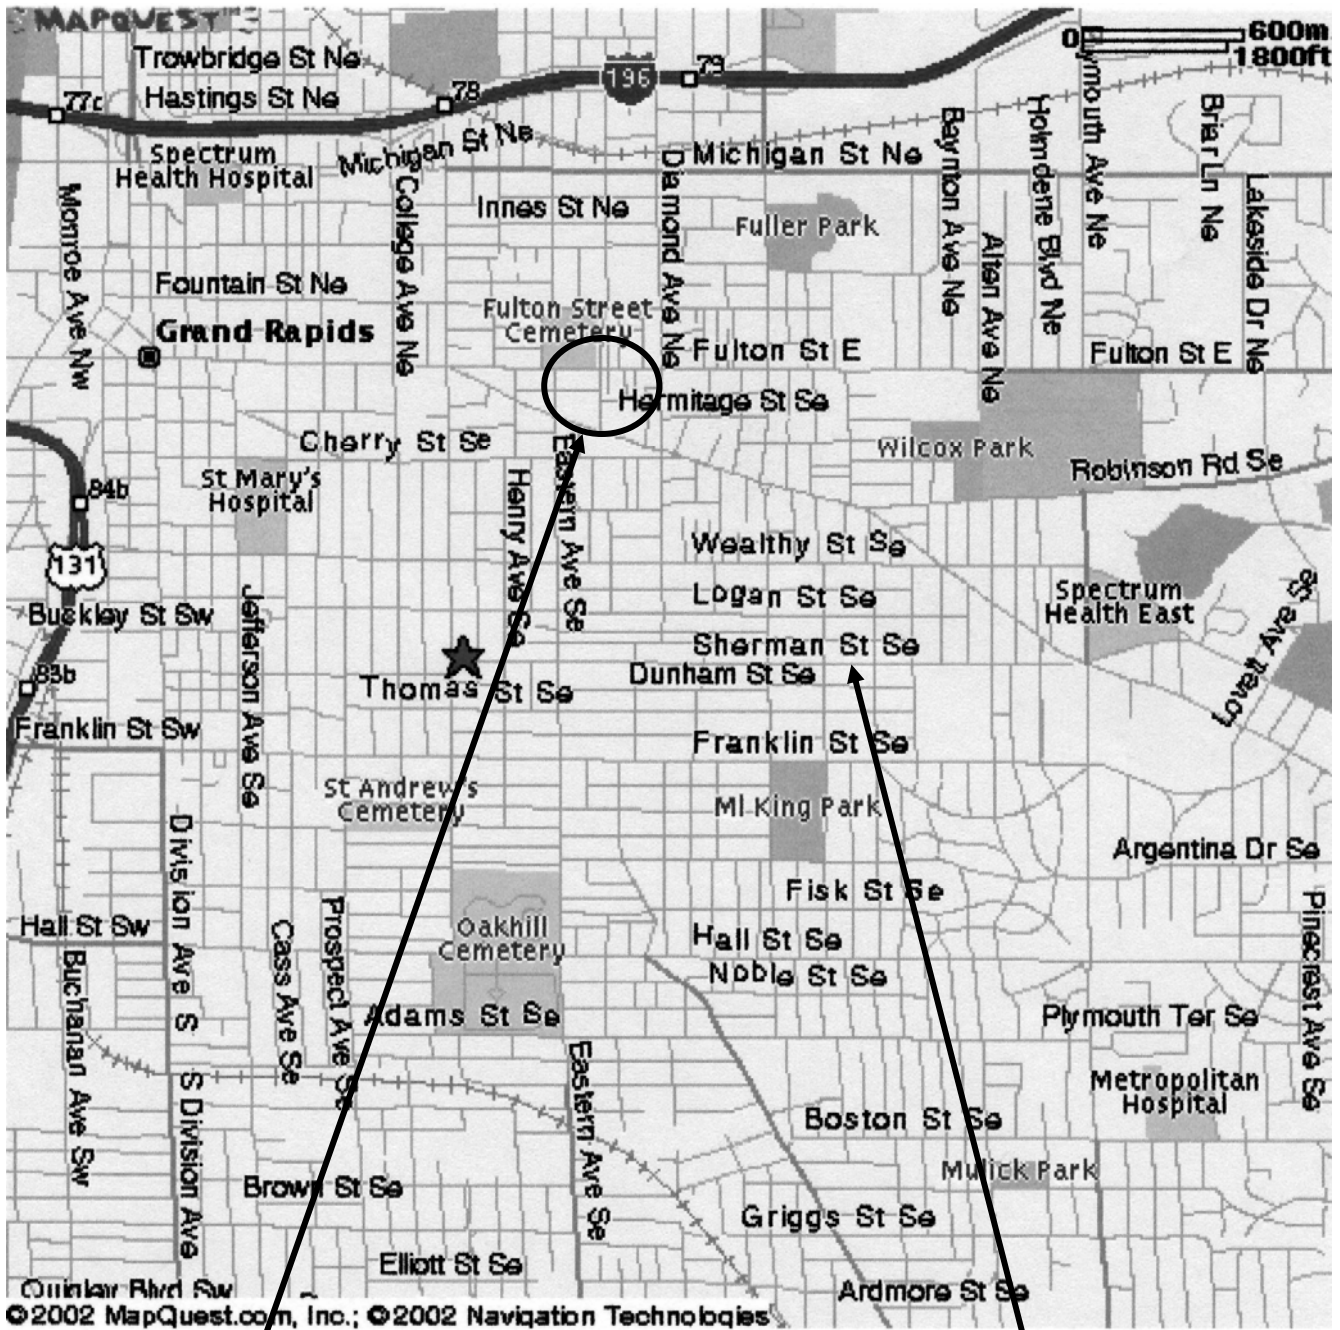 MAPQUEST
0 600m
1800ft
Trowbridge St Ne
196
79
77c
Hastings St Ne
78
Michigan St Ne
Michigan St Ne
Spectrum
Health Hospital
Monroe Ave Nw
College Ave Ne
Innes St Ne
Diamond Ave Ne
Fuller Park
Baynton Ave Ne
Alten Ave Ne
Holmdene Blvd Ne
Plymouth Ave Ne
Briar Ln Ne
Lakeside Dr Ne
Fountain St Ne
Fulton Street
Cemetery
Grand Rapids
Fulton St E
Fulton St E
Hermitage St Se
Cherry St Se
Wilcox Park
Robinson Rd Se
St Mary's
Hospital
84b
Henry Ave Se
Eastern Ave Se
Wealthy St Se
131
Logan St Se
Spectrum
Health East
Buckley St Sw
Jefferson Ave Se
Sherman St Se
Lovett Ave Se
Dunham St Se
83b
Thomas St Se
Franklin St Sw
Franklin St Se
St Andrew's
Cemetery
Ml King Park
Division Ave S
Argentina Dr Se
Fisk St Se
Hall St Sw
Cass Ave Se
Prospect Ave Se
Oakhill
Cemetery
Hall St Se
Pinecrest Ave Se
Buchanan Ave Sw
Noble St Se
Adams St Se
Plymouth Ter Se
Eastern Ave Se
S Division Ave
Metropolitan
Hospital
Boston St Se
Mulick Park
Brown St Se
Griggs St Se
Elliott St Se
Quigley Blvd Sw
Ardmore St Se
©2002 MapQuest.com, Inc.; ©2002 Navigation Technologies